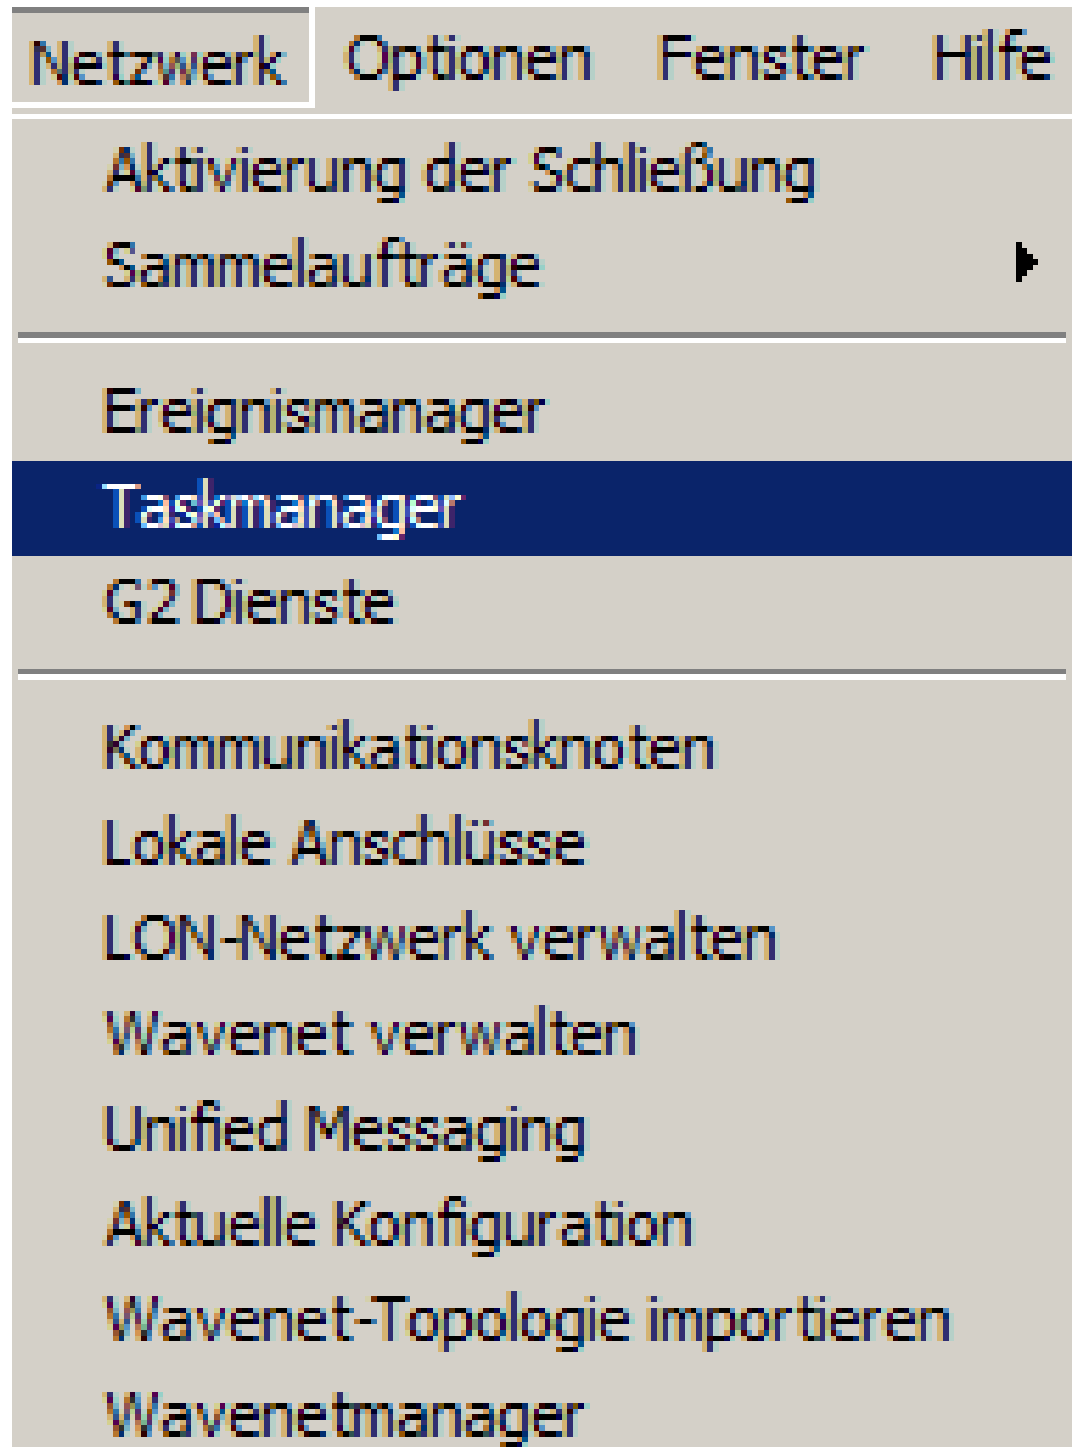 Netzwerk Optionen Fenster Hilfe
Aktivierung der Schließung
Sammelaufträge
Ereignismanager
Taskmanager
G2 Dienste
Kommunikationsknoten
Lokale Anschlüsse
LON-Netzwerk verwalten
Wavenet verwalten
Unified Messaging
Aktuelle Konfiguration
Wavenet-Topologie importieren
Wavenetmanager